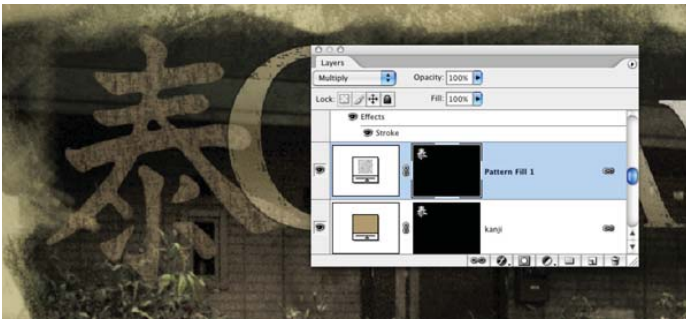 泰
Layers
Multiply Opacity: 100%
Lock: Fill: 100%
Effects
Stroke
Pattern Fill 1
kanji